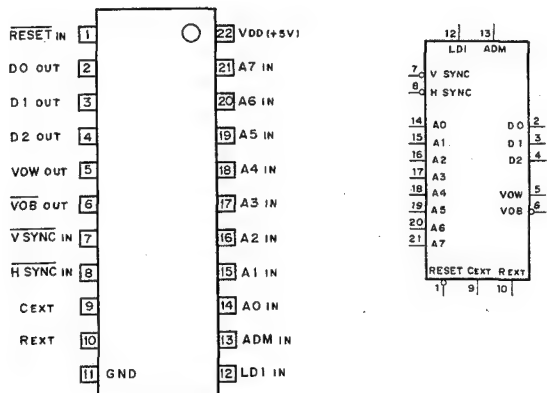 RESET IN 1 22 VDD (+5V)
D0 OUT 2 21 A7 IN
D1 OUT 3 20 A6 IN
D2 OUT 4 19 A5 IN
VOW OUT 5 18 A4 IN
VOB OUT 6 17 A3 IN
V SYNC IN 7 16 A2 IN
H SYNC IN 8 15 A1 IN
CEXT 9 14 A0 IN
REXT 10 13 ADM IN
11 GND 12 LDI IN
12 13
LDI ADM
7 V SYNC
8 H SYNC
14 A0 D0 2
15 A1 D1 3
16 A2 D2 4
17 A3
18 A4 VOW 5
19 A5 VOB 6
20 A6
21 A7
RESET CEXT REXT
1 9 10